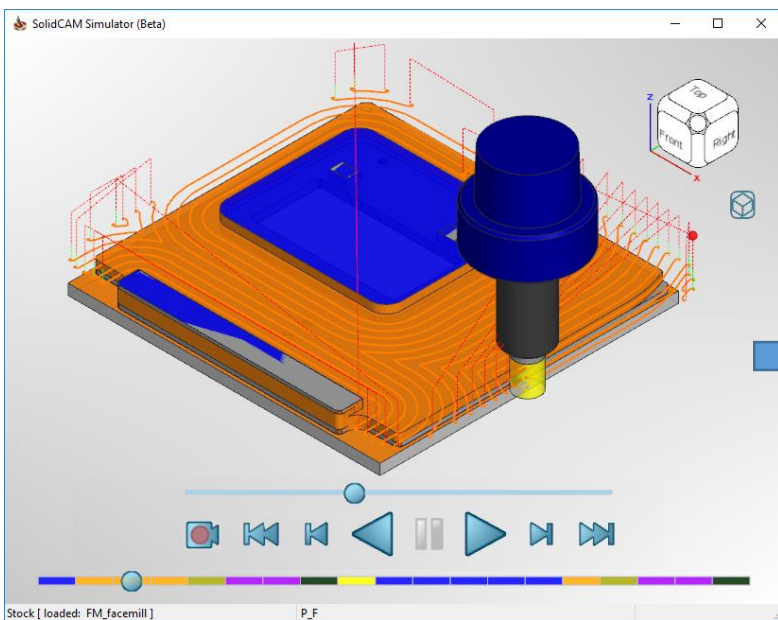 SolidCAM Simulator (Beta)
Top
Z
Front
Right
X
Stock [ loaded: FM_facemill ]
P_F